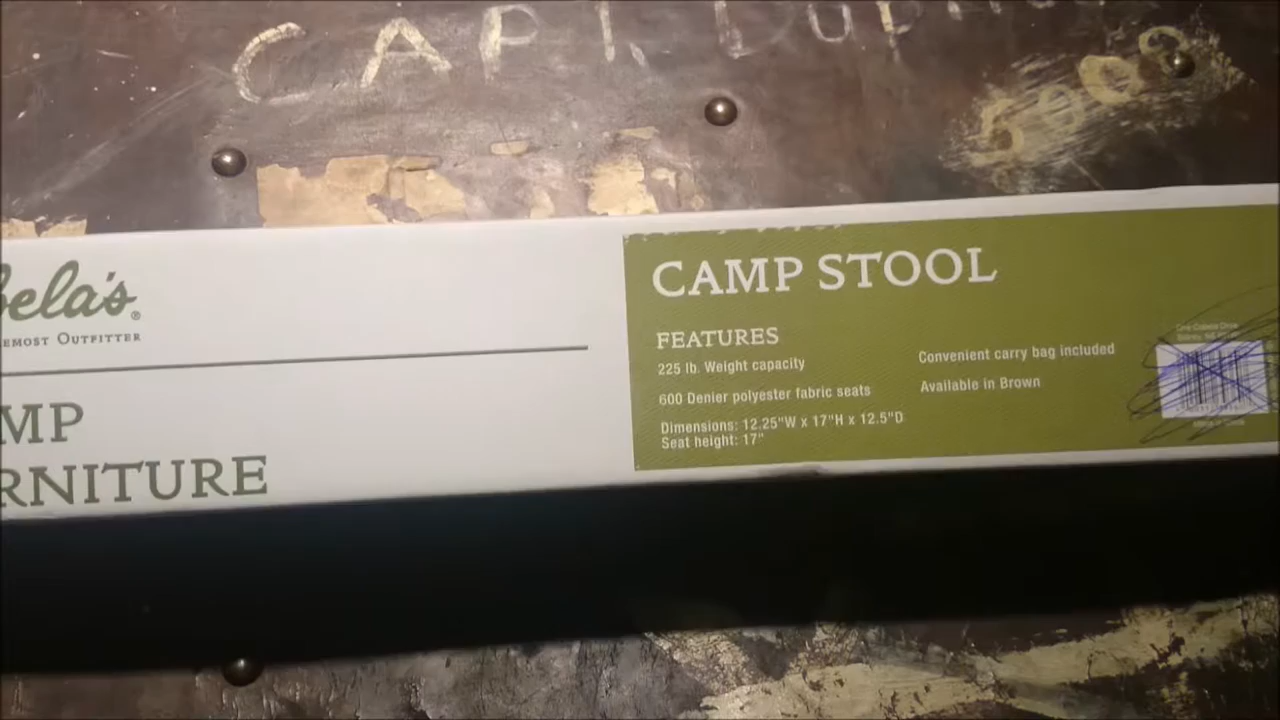 CAPT.
bela's®
EMOST OUTFITTER
MP
RNITURE
CAMP STOOL
FEATURES
225 lb. Weight capacity
600 Denier polyester fabric seats
Dimensions: 12.25"W x 17"H x 12.5"D
Seat height: 17"
Convenient carry bag included
Available in Brown